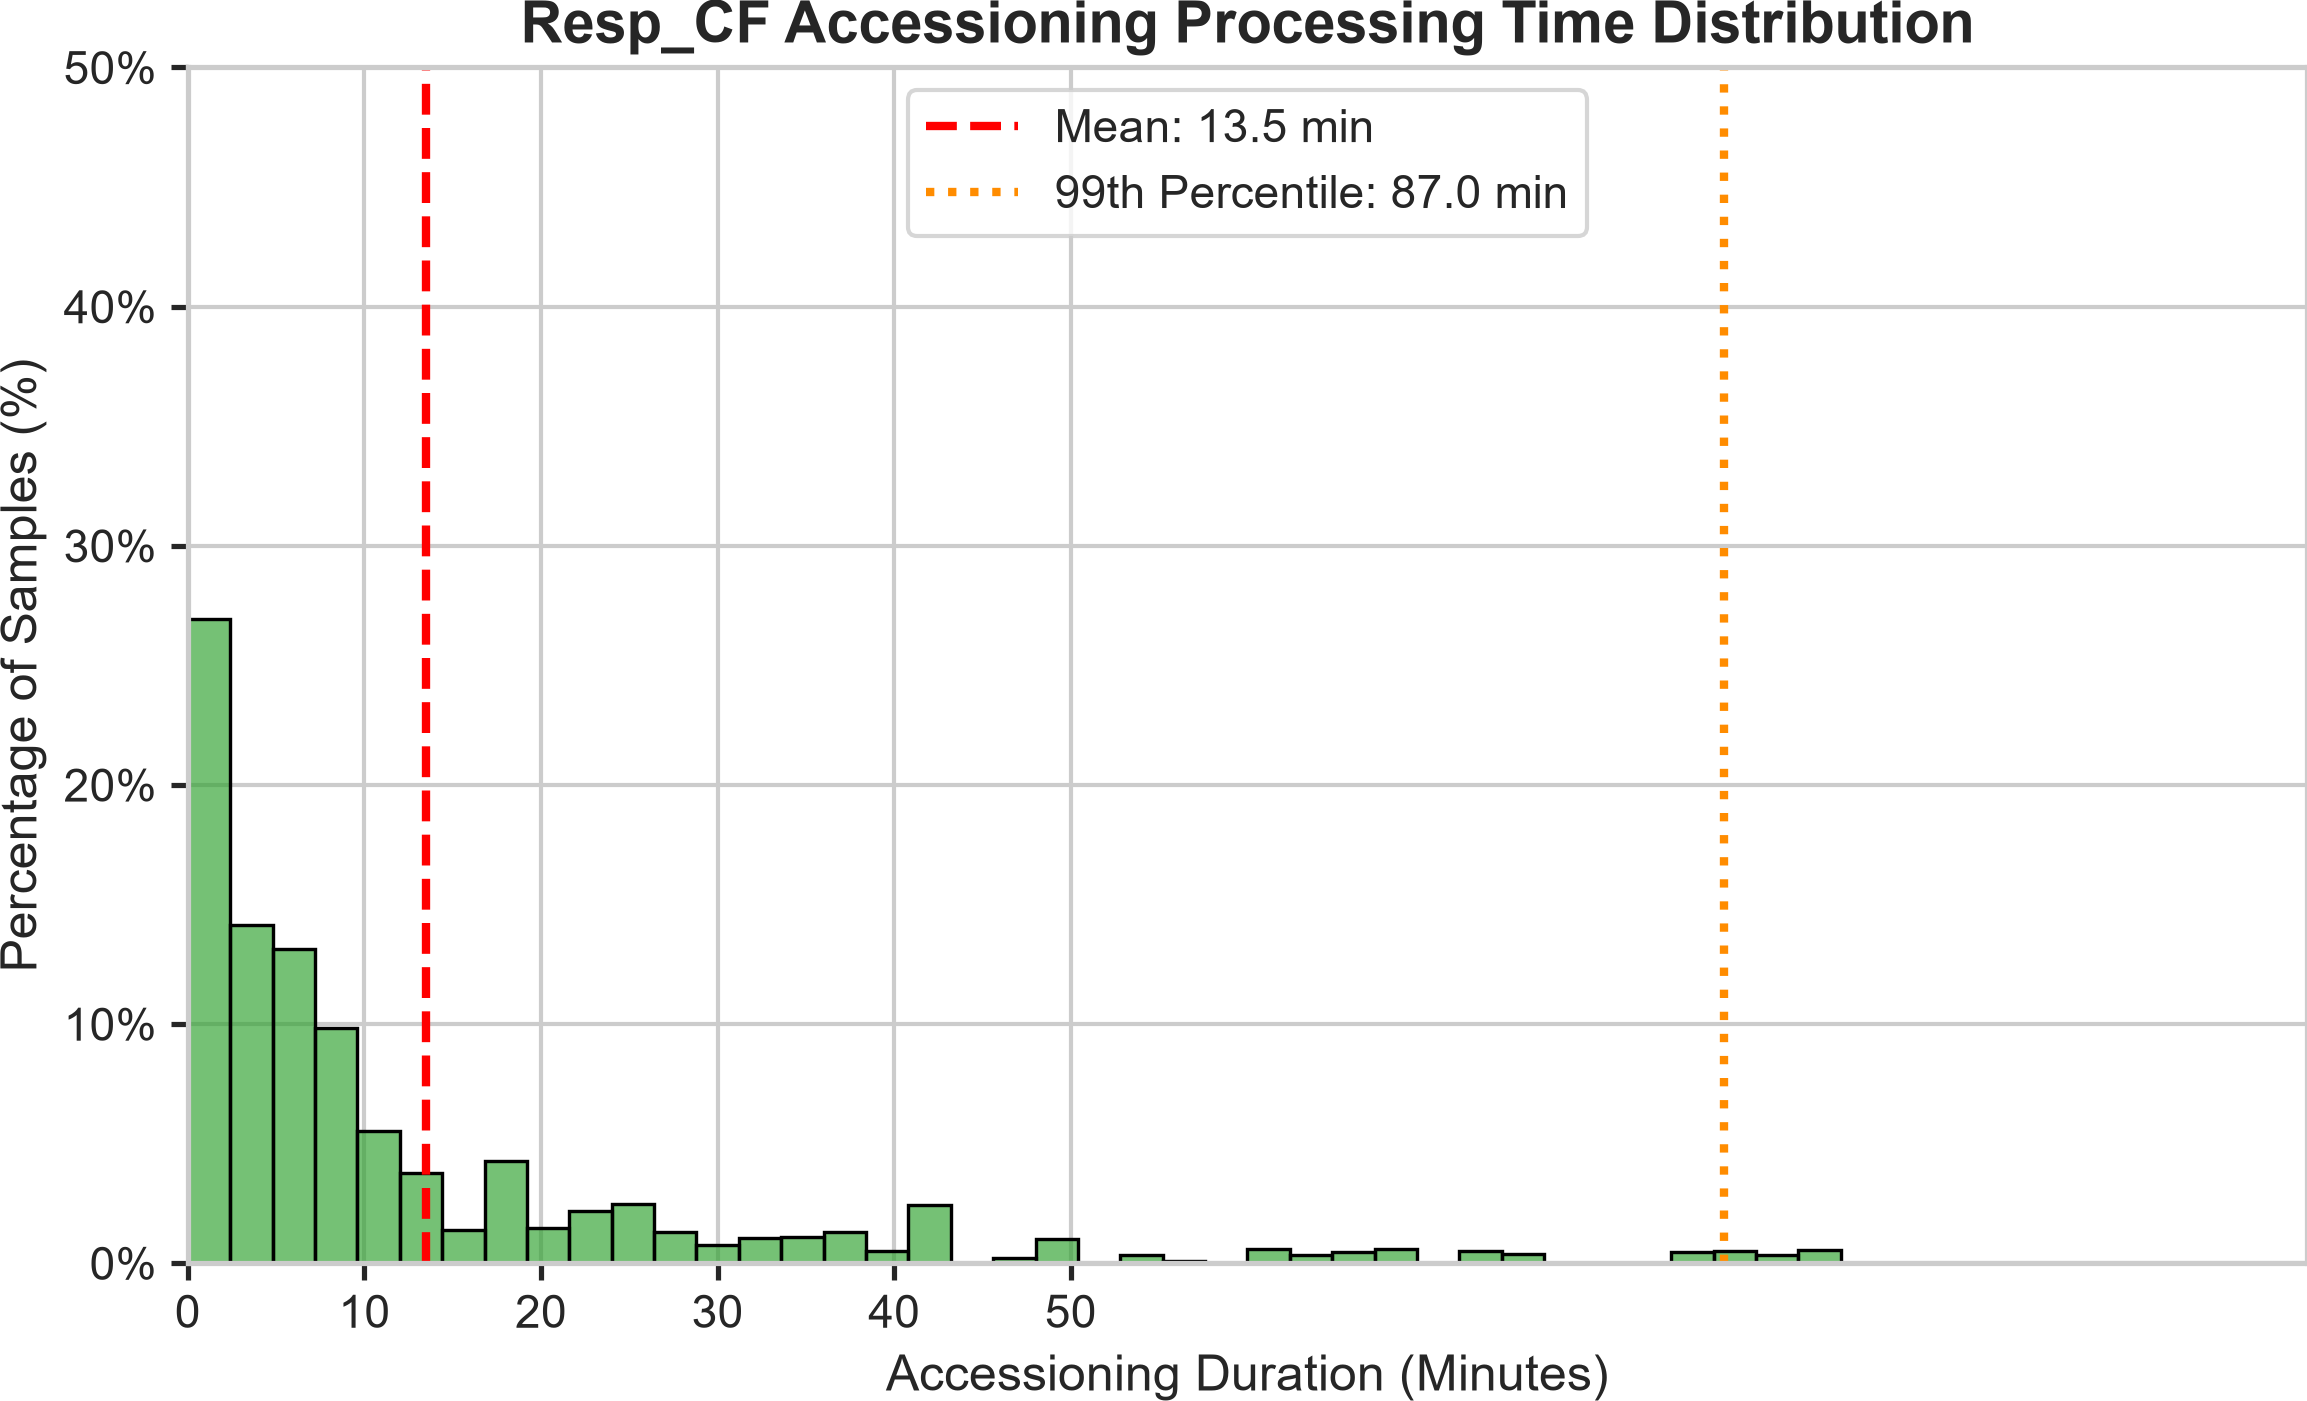 Resp_CF Accessioning Processing Time Distribution
50%
40%
30%
20%
10%
0%
Percentage of Samples (%)
Mean: 13.5 min
99th Percentile: 87.0 min
0 10 20 30 40 50
Accessioning Duration (Minutes)